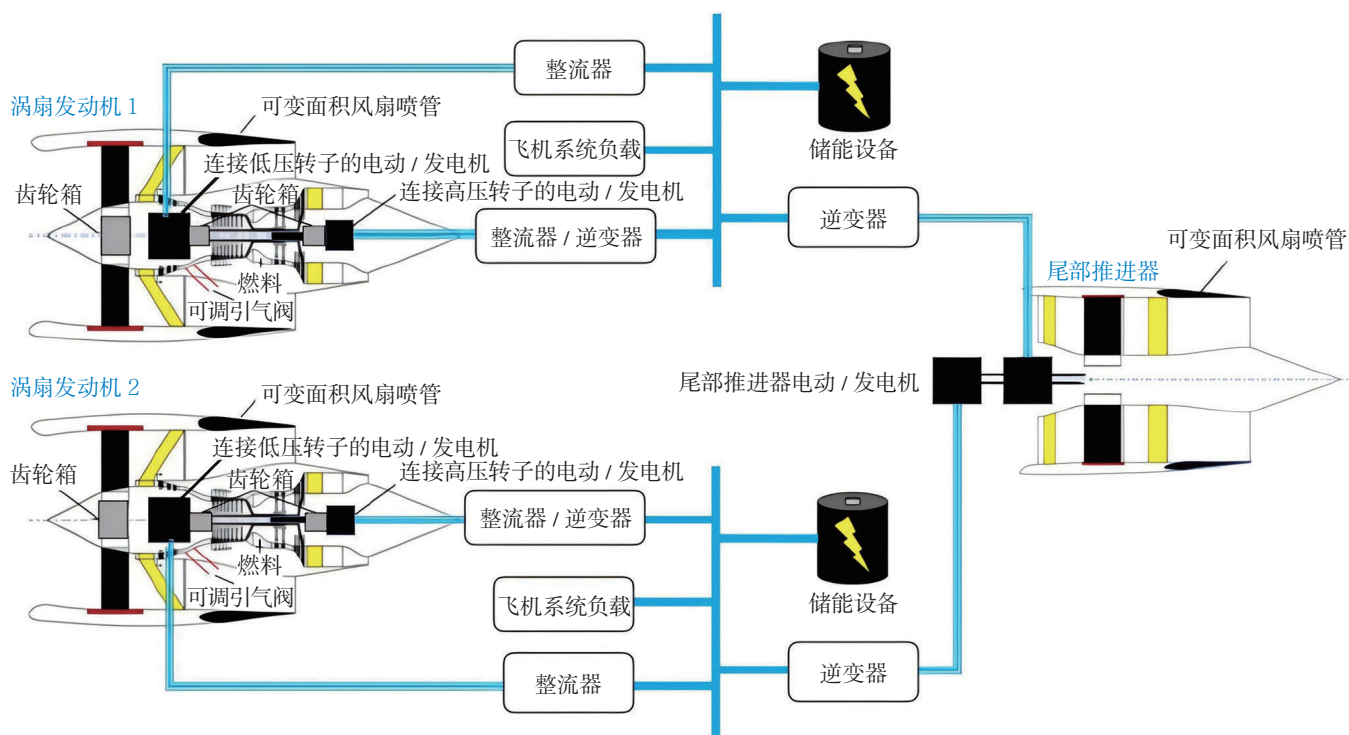 整流器
涡扇发动机 1
可变面积风扇喷管
飞机系统负载
储能设备
连接低压转子的电动 / 发电机
齿轮箱
齿轮箱
连接高压转子的电动 / 发电机
整流器 / 逆变器
逆变器
可变面积风扇喷管
尾部推进器
燃料
可调引气阀
涡扇发动机 2
可变面积风扇喷管
尾部推进器电动 / 发电机
连接低压转子的电动 / 发电机
齿轮箱
齿轮箱
连接高压转子的电动 / 发电机
整流器 / 逆变器
燃料
可调引气阀
飞机系统负载
储能设备
整流器
逆变器